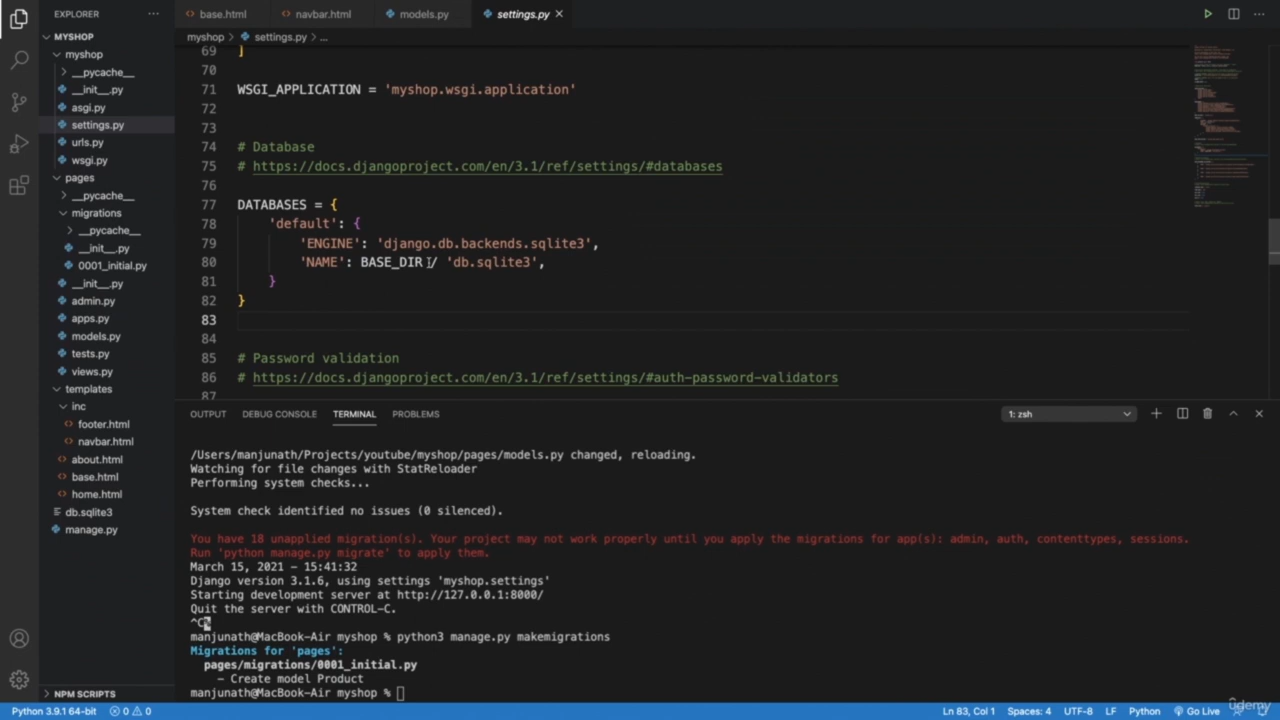 EXPLORER
MYSHOP
myshop
__pycache__
__init__.py
asgi.py
settings.py
urls.py
wsgi.py
pages
__pycache__
migrations
__pycache__
__init__.py
0001_initial.py
__init__.py
admin.py
apps.py
models.py
tests.py
views.py
templates
inc
footer.html
navbar.html
about.html
base.html
home.html
db.sqlite3
manage.py
NPM SCRIPTS
base.html navbar.html models.py settings.py
myshop > settings.py > ...
69 ]
70
71 WSGI_APPLICATION = 'myshop.wsgi.application'
72
73
74 # Database
75 # https://docs.djangoproject.com/en/3.1/ref/settings/#databases
76
77 DATABASES = {
78 'default': {
79 'ENGINE': 'django.db.backends.sqlite3',
80 'NAME': BASE_DIR / 'db.sqlite3',
81 }
82 }
83
84
85 # Password validation
86 # https://docs.djangoproject.com/en/3.1/ref/settings/#auth-password-validators
87
OUTPUT DEBUG CONSOLE TERMINAL PROBLEMS 1: zsh
/Users/manjunath/Projects/youtube/myshop/pages/models.py changed, reloading.
Watching for file changes with StatReloader
Performing system checks...
System check identified no issues (0 silenced).
You have 18 unapplied migration(s). Your project may not work properly until you apply the migrations for app(s): admin, auth, contenttypes, sessions.
Run 'python manage.py migrate' to apply them.
March 15, 2021 - 15:41:32
Django version 3.1.6, using settings 'myshop.settings'
Starting development server at http://127.0.0.1:8000/
Quit the server with CONTROL-C.
^C%
manjunath@MacBook-Air myshop % python3 manage.py makemigrations
Migrations for 'pages':
pages/migrations/0001_initial.py
- Create model Product
manjunath@MacBook-Air myshop %
Python 3.9.1 64-bit 0 0 Ln 83, Col 1 Spaces: 4 UTF-8 LF Python Go Live
udemy